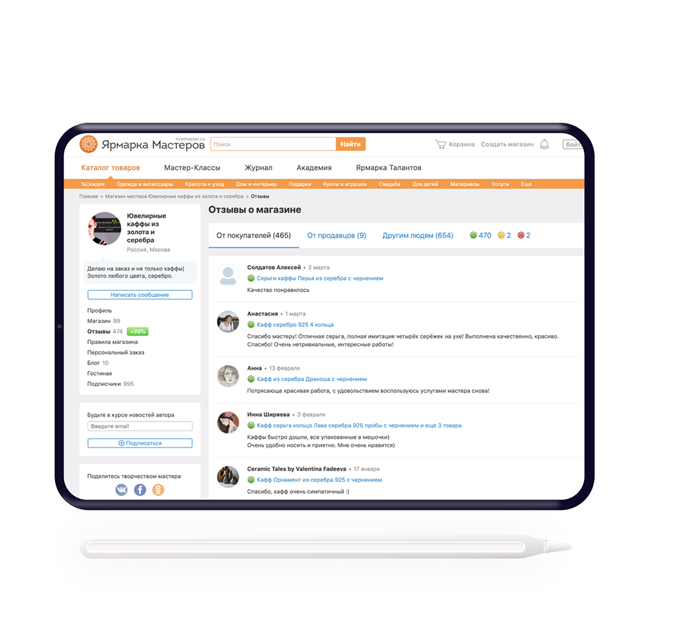 livemaster.ru
Ярмарка Мастеров
Поиск
Найти
Корзина
Создать магазин
Войт
Каталог товаров
Мастер-Классы
Журнал
Академия
Ярмарка Талантов
%Скидки Одежда и аксессуары Красота и уход Дом и интерьер Подарки Куклы и игрушки Свадьба Для детей Материалы Услуги Еще
Главная > Магазин мастера Ювелирные каффы из золота и серебра > Отзывы
Ювелирные
каффы из
золота и
серебра
Россия, Москва
Делаю на заказ и не только каффы)
Золото любого цвета, серебро.
Написать сообщение
Профиль
Магазин 99
Отзывы 474 +99%
Правила магазина
Персональный заказ
Блог 10
Гостиная
Подписчики 995
Будьте в курсе новостей автора
Введите email
Подписаться
Поделитесь творчеством мастера
Отзывы о магазине
От покупателей (465) От продавцов (9) Другим людям (654) 470 2 2
Солдатов Алексей • 2 марта
Серьги каффы Перья из серебра с чернением
Качество понравилось
Анастасия • 1 марта
Кафф серебро 925 4 кольца
Спасибо мастеру! Отличная серьга, полная имитация четырёх серёжек на ухе! Выполнена качественно, красиво.
Спасибо! Очень нетривиальные, интересные работы!
Анна • 13 февраля
Кафф из серебра Дракоша с чернением
Потрясающе красивая работа, с удовольствием воспользуюсь услугами мастера снова!
Инна Ширяева • 3 февраля
Кафф серьга кольцо Лава серебро 925 пробы с чернением и еще 3 товара
Каффы быстро дошли, все упакованные в мешочки)
Очень удобно носить и приятно. Мне очень нравится)
Ceramic Tales by Valentina Fadeeva • 17 января
Кафф Орнамент из серебра 925 с чернением
Спасибо, кафф очень симпатичный :)